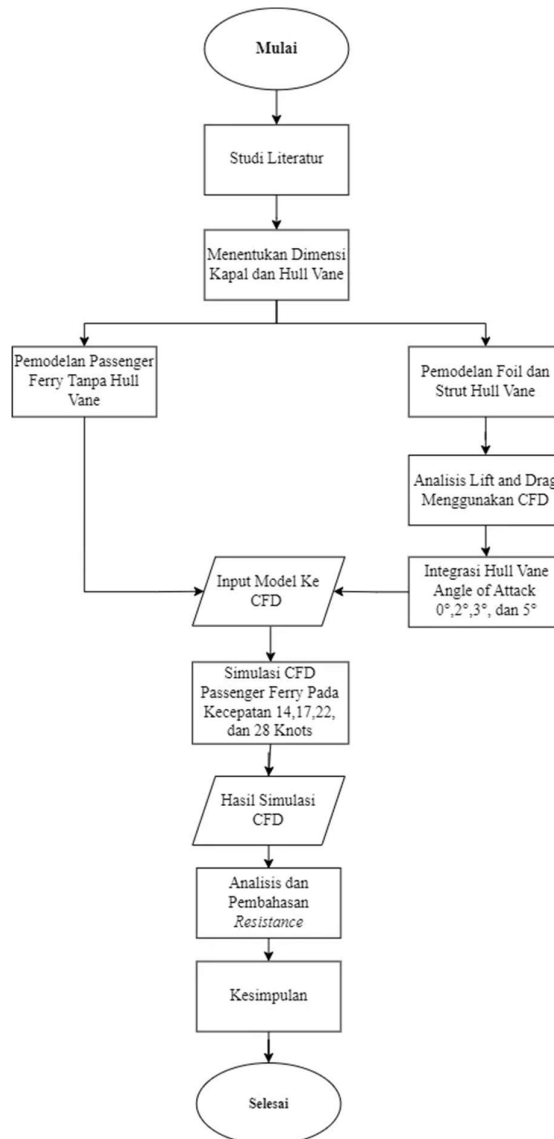 Mulai
Studi Literatur
Menentukan Dimensi
Kapal dan Hull Vane
Pemodelan Passenger
Ferry Tanpa Hull
Vane
Pemodelan Foil dan
Strut Hull Vane
Analisis Lift and Drag
Menggunakan CFD
Integrasi Hull Vane
Angle of Attack
0°,2°,3°, dan 5°
Input Model Ke
CFD
Simulasi CFD
Passenger Ferry Pada
Kecepatan 14,17,22,
dan 28 Knots
Hasil Simulasi
CFD
Analisis dan
Pembahasan
Resistance
Kesimpulan
Selesai